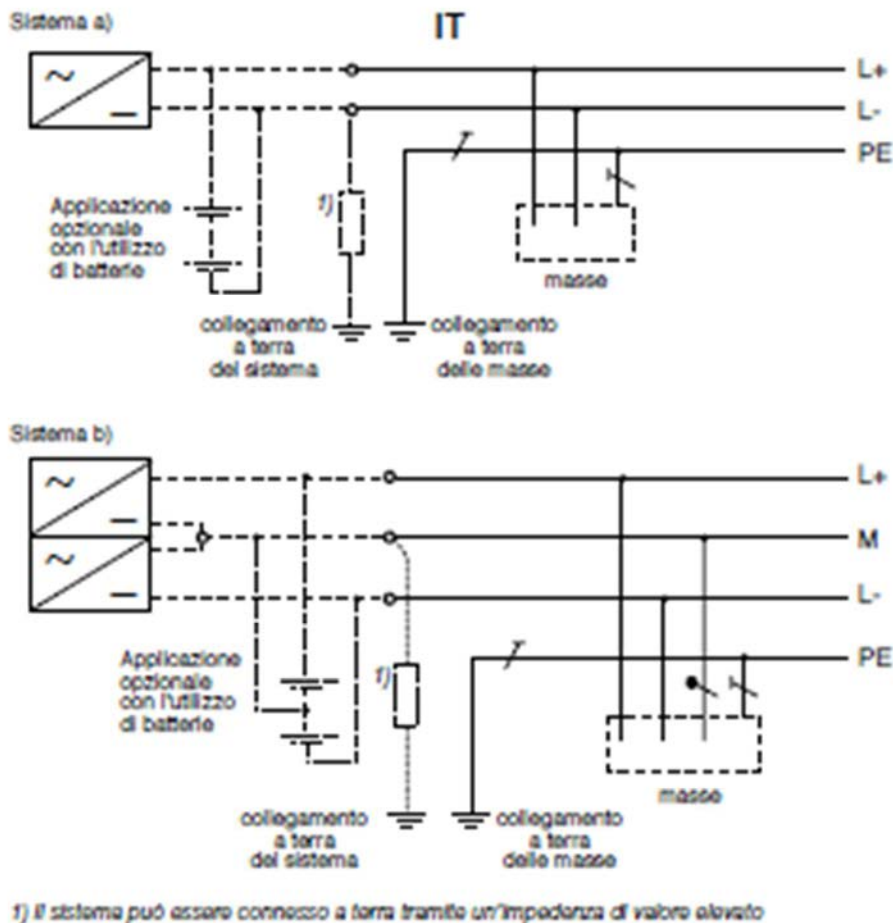 Sistema a)
IT
L+
L-
PE
Applicazione
opzionale
con l'utilizzo
di batterie
1)
masse
collegamento
a terra
del sistema
collegamento
a terra
delle masse
Sistema b)
L+
M
L-
PE
Applicazione
opzionale
con l'utilizzo
di batterie
1)
masse
collegamento
a terra
del sistema
collegamento
a terra
delle masse
1) Il sistema può essere connesso a terra tramite un'impedenza di valore elevato